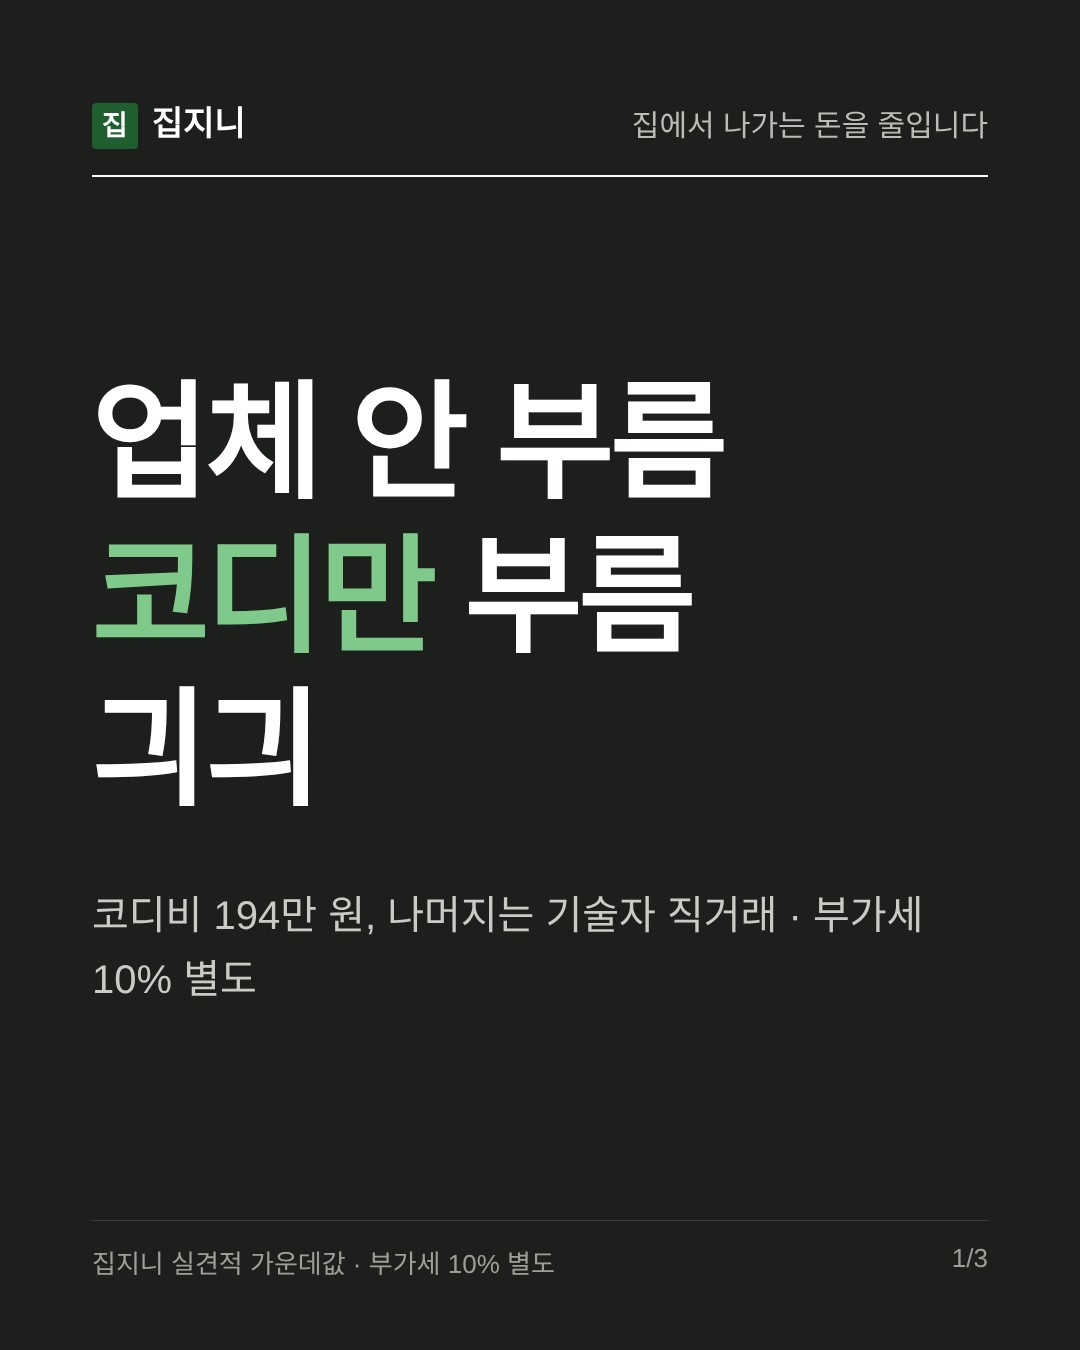 집 집지니 집에서 나가는 돈을 줄입니다
업체 안 부름
코디만 부름
긔긔
코디비 194만 원, 나머지는 기술자 직거래 · 부가세
10% 별도
집지니 실견적 가운데값 · 부가세 10% 별도 1/3